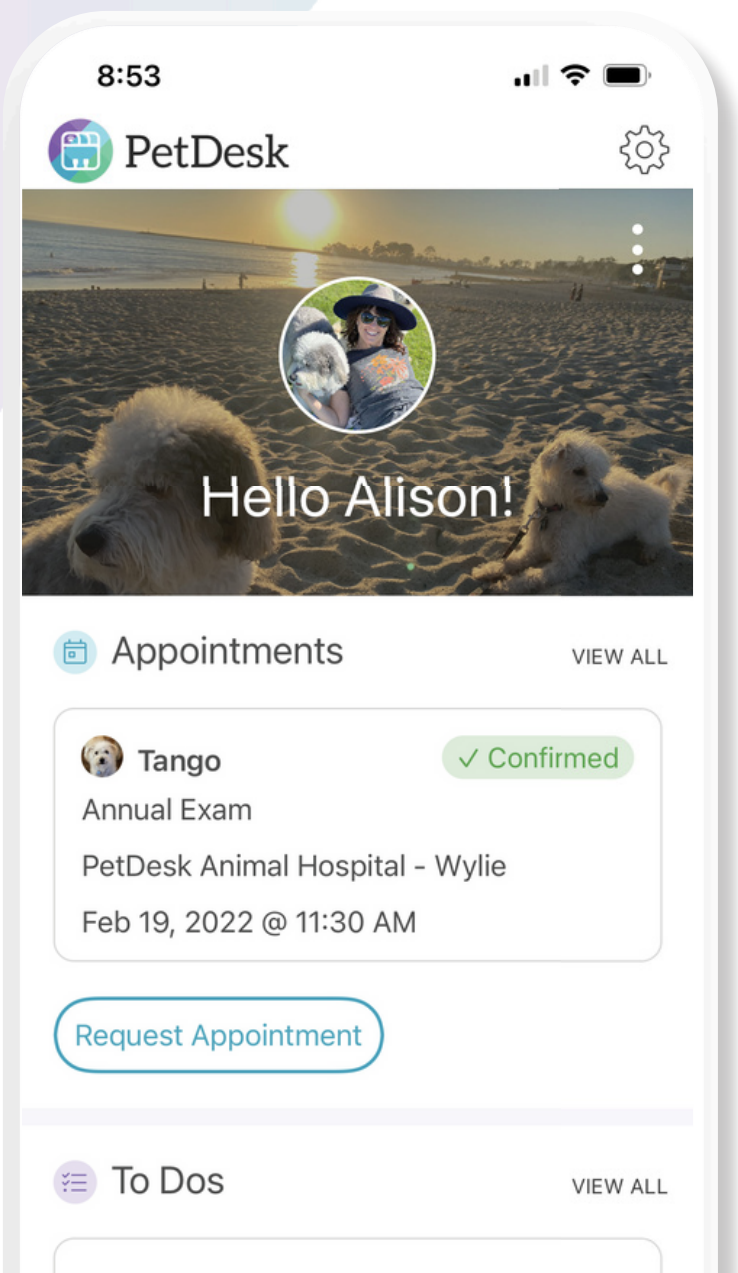 8:53
PetDesk
Hello Alison!
Appointments
VIEW ALL
Tango
✓ Confirmed
Annual Exam
PetDesk Animal Hospital - Wylie
Feb 19, 2022 @ 11:30 AM
Request Appointment
To Dos
VIEW ALL